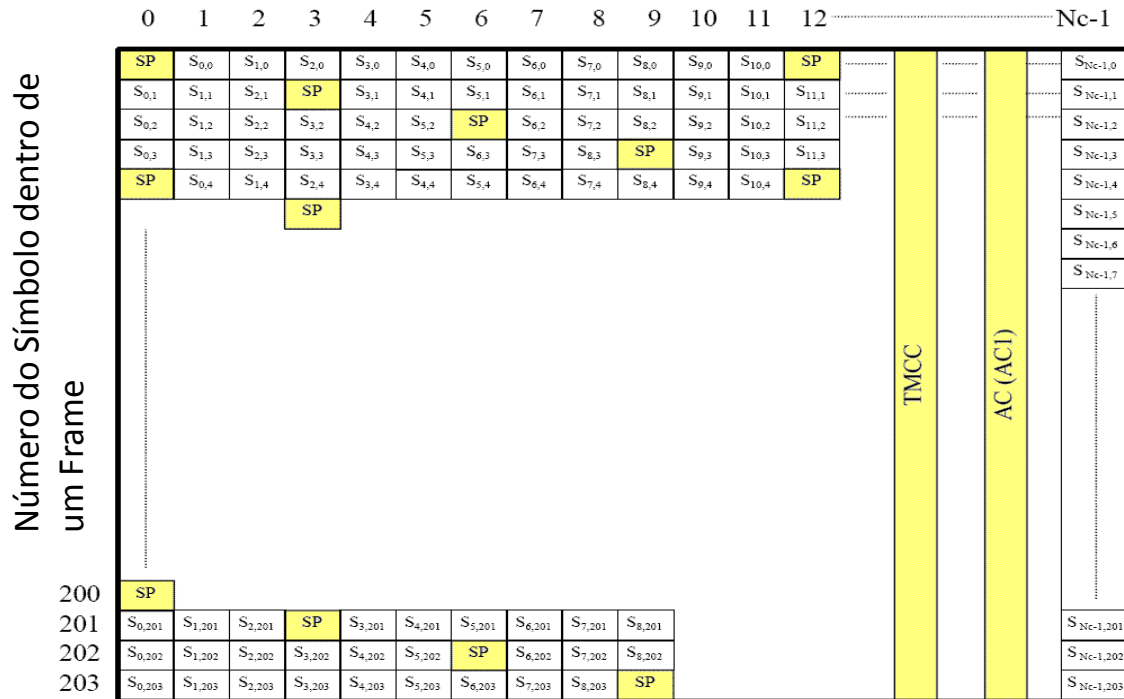 0 1 2 3 4 5 6 7 8 9 10 11 12 Nc-1
Número do Símbolo dentro de
um Frame
SP S0,0 S1,0 S2,0 S3,0 S4,0 S5,0 S6,0 S7,0 S8,0 S9,0 S10,0 SP SNc-1,0
S0,1 S1,1 S2,1 SP S3,1 S4,1 S5,1 S6,1 S7,1 S8,1 S9,1 S10,1 S11,1 SNc-1,1
S0,2 S1,2 S2,2 S3,2 S4,2 S5,2 SP S6,2 S7,2 S8,2 S9,2 S10,2 S11,2 SNc-1,2
S0,3 S1,3 S2,3 S3,3 S4,3 S5,3 S6,3 S7,3 S8,3 SP S9,3 S10,3 S11,3 SNc-1,3
SP S0,4 S1,4 S2,4 S3,4 S4,4 S5,4 S6,4 S7,4 S8,4 S9,4 S10,4 SP SNc-1,4
SP S Nc-1,5
S Nc-1,6
S Nc-1,7
TMCC
AC (AC1)
200 SP
201 S0,201 S1,201 S2,201 SP S3,201 S4,201 S5,201 S6,201 S7,201 S8,201 S Nc-1,201
202 S0,202 S1,202 S2,202 S3,202 S4,202 S5,202 SP S6,202 S7,202 S8,202 S Nc-1,202
203 S0,203 S1,203 S2,203 S3,203 S4,203 S5,203 S6,203 S7,203 S8,203 SP S Nc-1,203